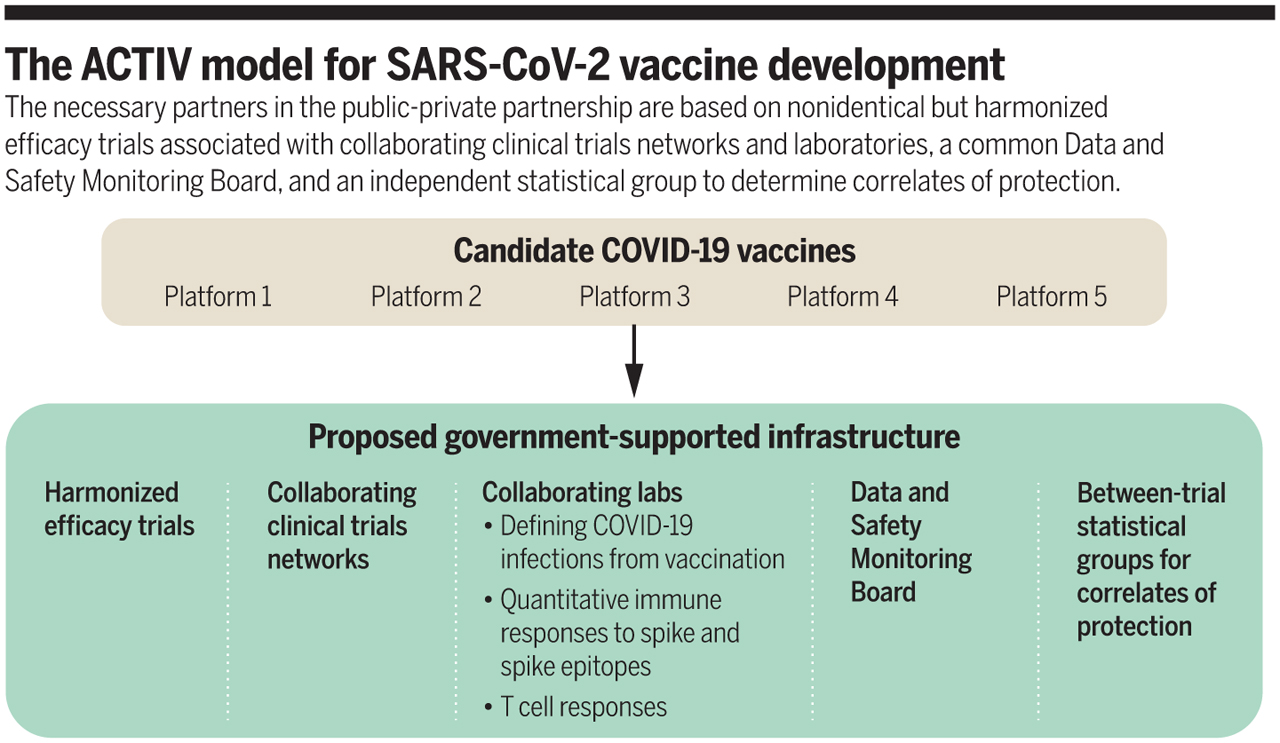 The ACTIV model for SARS-CoV-2 vaccine development
The necessary partners in the public-private partnership are based on nonidentical but harmonized
efficacy trials associated with collaborating clinical trials networks and laboratories, a common Data and
Safety Monitoring Board, and an independent statistical group to determine correlates of protection.
Candidate COVID-19 vaccines
Platform 1 Platform 2 Platform 3 Platform 4 Platform 5
Proposed government-supported infrastructure
Harmonized
efficacy trials
Collaborating
clinical trials
networks
Collaborating labs
• Defining COVID-19
infections from vaccination
• Quantitative immune
responses to spike and
spike epitopes
• T cell responses
Data and
Safety
Monitoring
Board
Between-trial
statistical
groups for
correlates of
protection